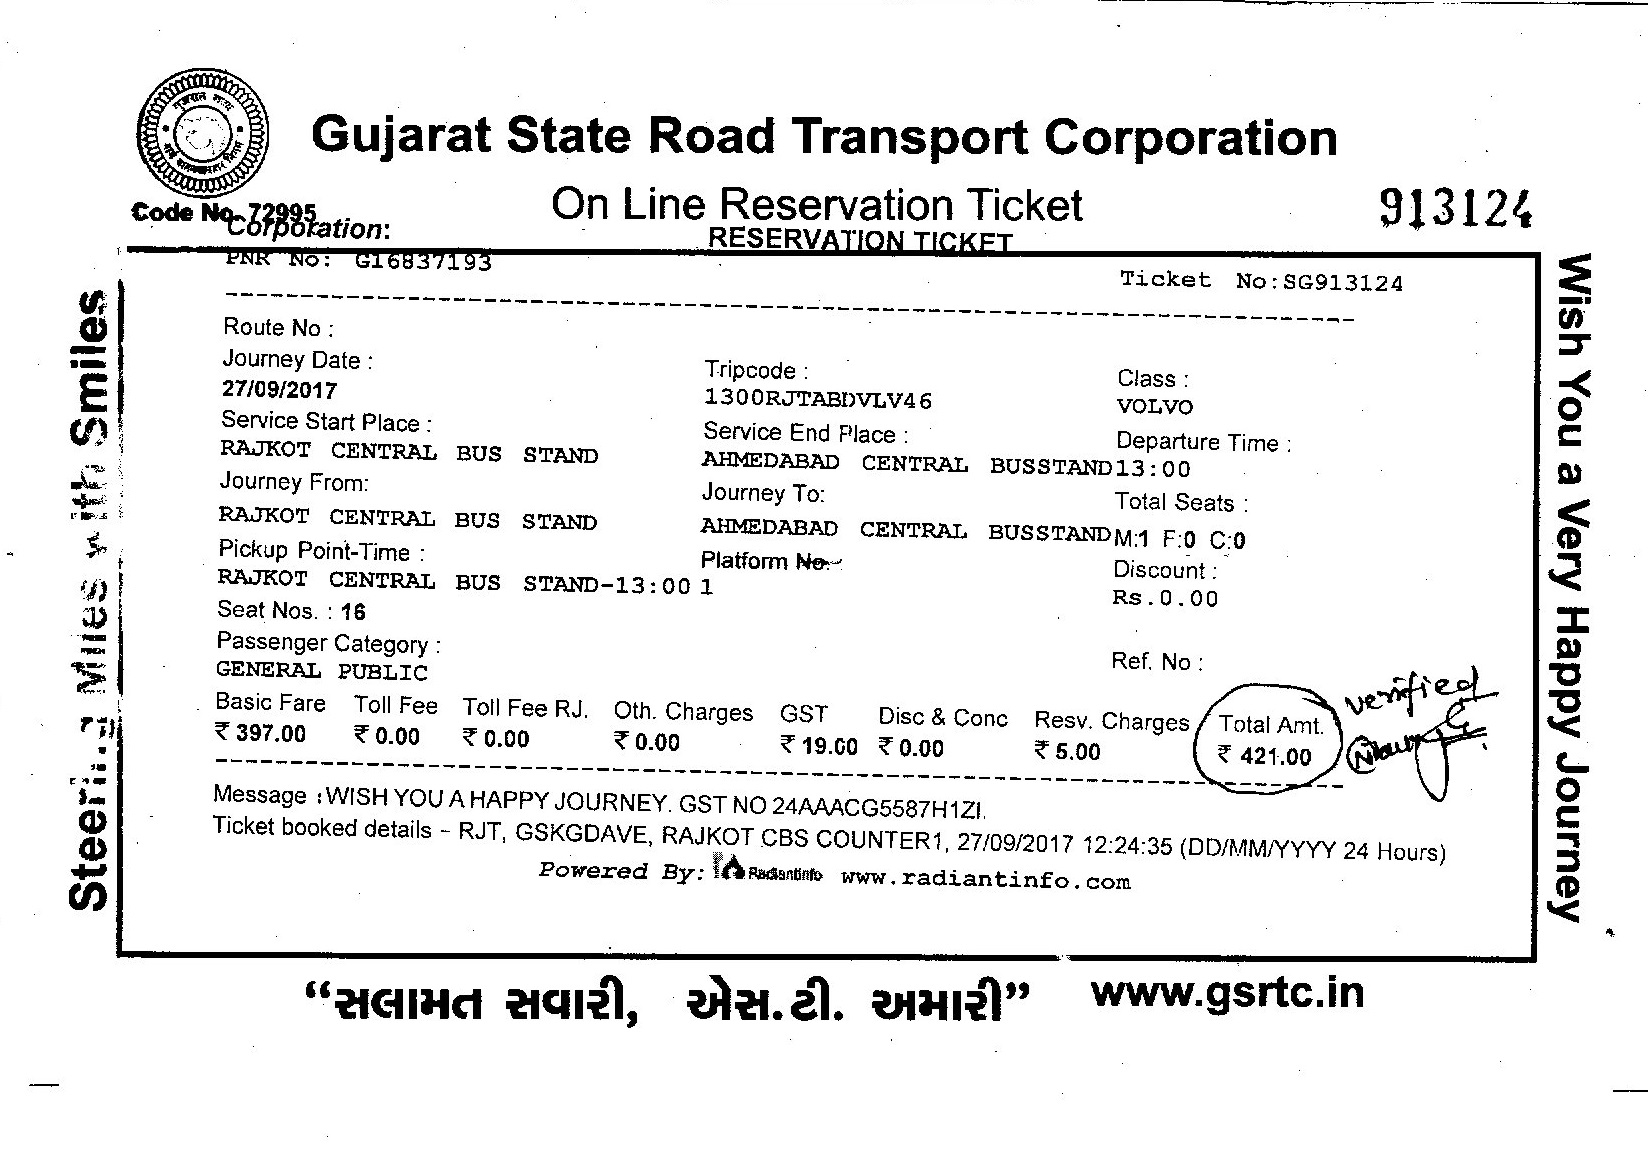 Gujarat State Road Transport Corporation
On Line Reservation Ticket
913124
Code No. 72995
Corporation:
RESERVATION TICKET
PNR No: G16837193
Ticket No:SG913124
Route No :
Journey Date :
Tripcode :
Class :
27/09/2017
1300RJTABDVLV46
VOLVO
Service Start Place :
Service End Place :
Departure Time :
RAJKOT CENTRAL BUS STAND
AHMEDABAD CENTRAL BUSSTAND
13:00
Journey From:
Journey To:
Total Seats :
RAJKOT CENTRAL BUS STAND
AHMEDABAD CENTRAL BUSSTAND
M:1 F:0 C:0
Pickup Point-Time :
Platform No.-
Discount :
RAJKOT CENTRAL BUS STAND-13:00
1
Rs.0.00
Seat Nos. : 16
Passenger Category :
Ref. No :
GENERAL PUBLIC
Basic Fare Toll Fee Toll Fee RJ. Oth. Charges GST Disc & Conc Resv. Charges Total Amt.
₹ 397.00 ₹ 0.00 ₹ 0.00 ₹ 0.00 ₹ 19.00 ₹ 0.00 ₹ 5.00 ₹ 421.00
verified
Message : WISH YOU A HAPPY JOURNEY. GST NO 24AAACG5587H1ZI.
Ticket booked details - RJT, GSKGDAVE, RAJKOT CBS COUNTER1, 27/09/2017 12:24:35 (DD/MM/YYYY 24 Hours)
Powered By: Radiantinfo www.radiantinfo.com
"સલામત સવારી, એસ.ટી. અમારી" www.gsrtc.in
Steering Miles with Smiles
Wish You a Very Happy Journey